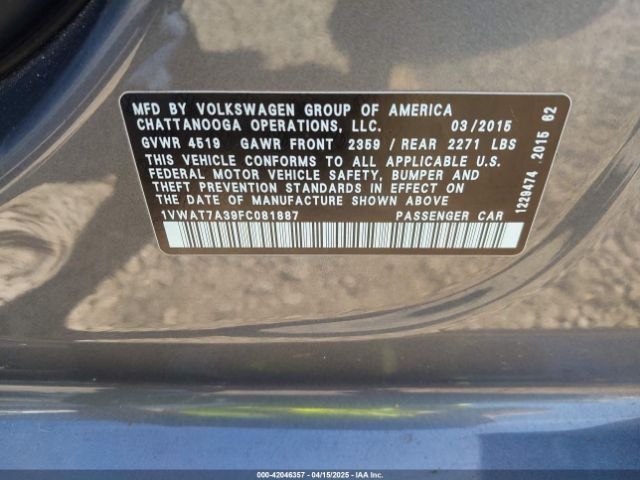 MFD BY VOLKSWAGEN GROUP OF AMERICA
CHATTANOOGA OPERATIONS, LLC. 03/2015
GVWR 4519 GAWR FRONT 2359 / REAR 2271 LBS
THIS VEHICLE CONFORMS TO ALL APPLICABLE U.S.
FEDERAL MOTOR VEHICLE SAFETY, BUMPER AND
THEFT PREVENTION STANDARDS IN EFFECT ON
THE DATE OF MANUFACTURE SHOWN ABOVE
1VWAT7A39FC081887 PASSENGER CAR
1229474 2015 62
000-42046357 - 04/15/2025 - IAAI.com